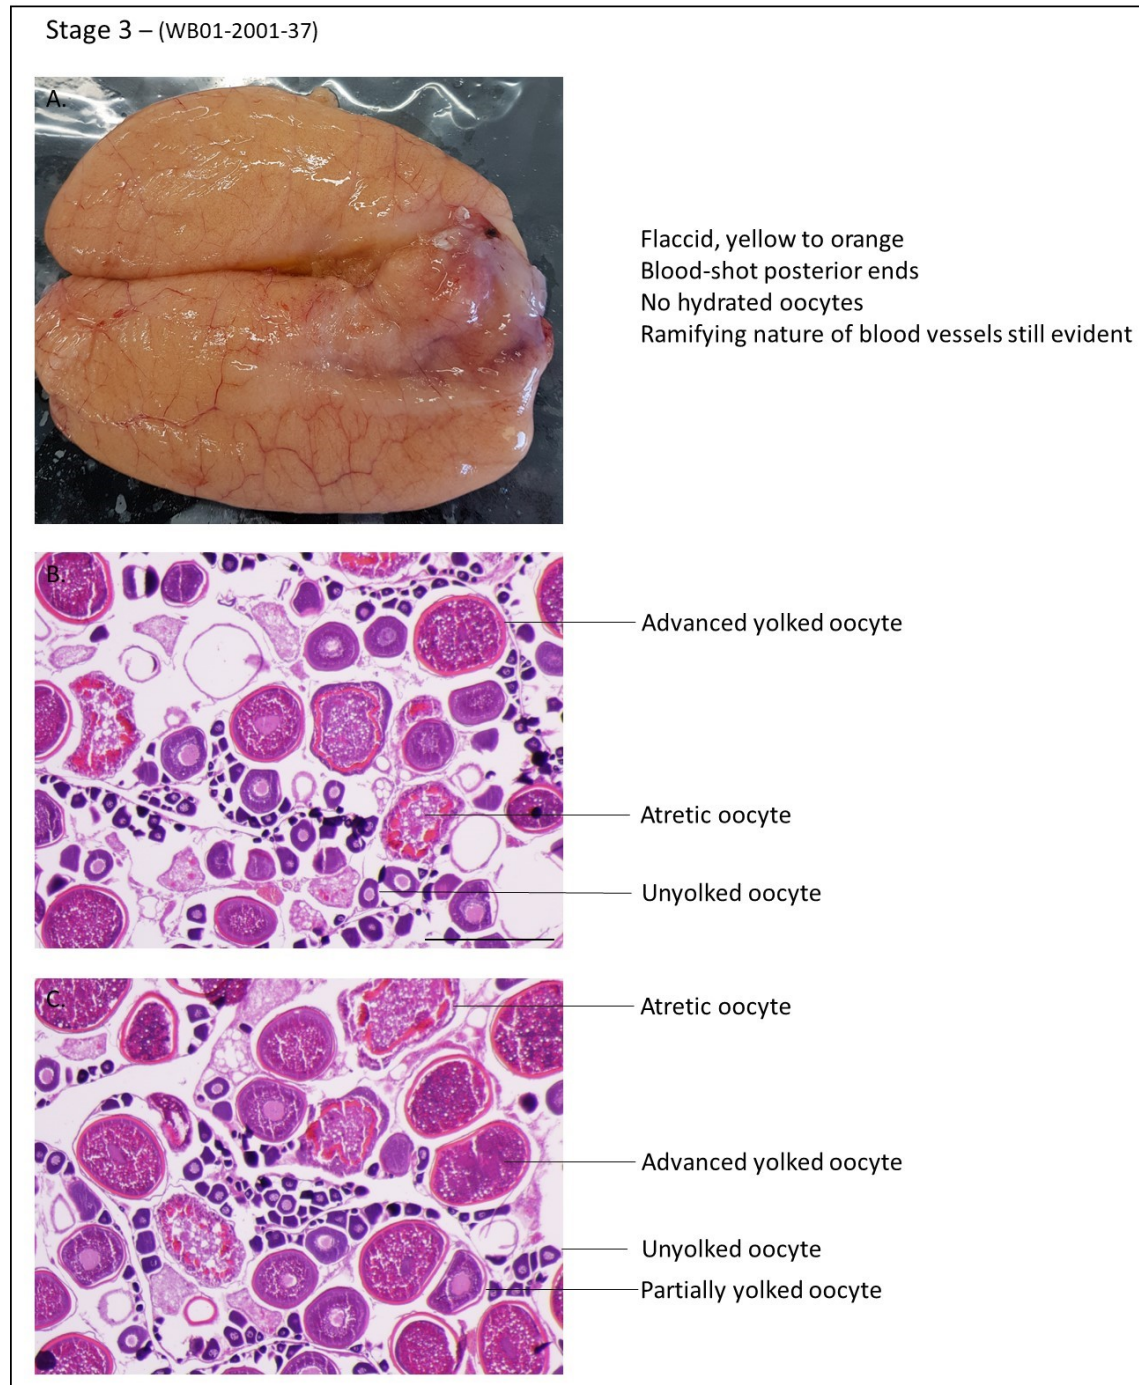 Stage 3 – (WB01-2001-37)
A.
Flaccid, yellow to orange
Blood-shot posterior ends
No hydrated oocytes
Ramifying nature of blood vessels still evident
B.
Advanced yolked oocyte
Atretic oocyte
Unyolked oocyte
C.
Atretic oocyte
Advanced yolked oocyte
Unyolked oocyte
Partially yolked oocyte